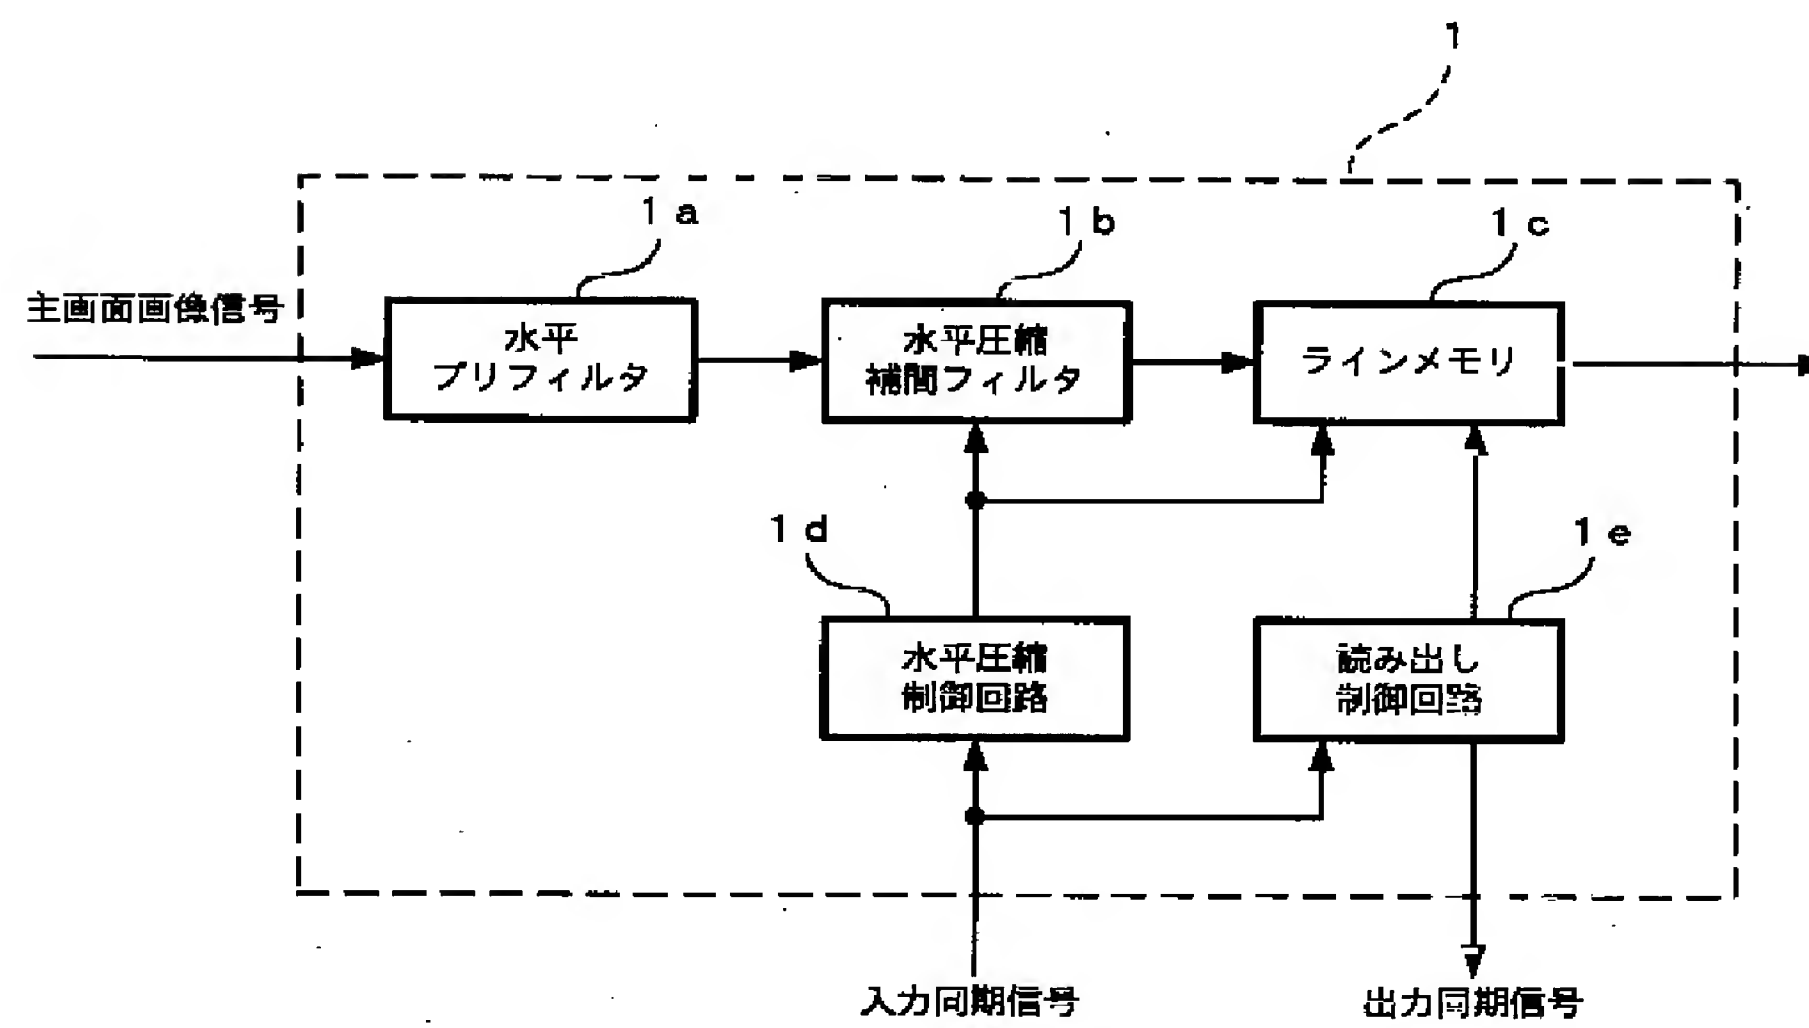 1
1a
1b
1c
主画面画像信号
水平
プリフィルタ
水平圧縮
補間フィルタ
ラインメモリ
1d
1e
水平圧縮
制御回路
読み出し
制御回路
入力同期信号
出力同期信号